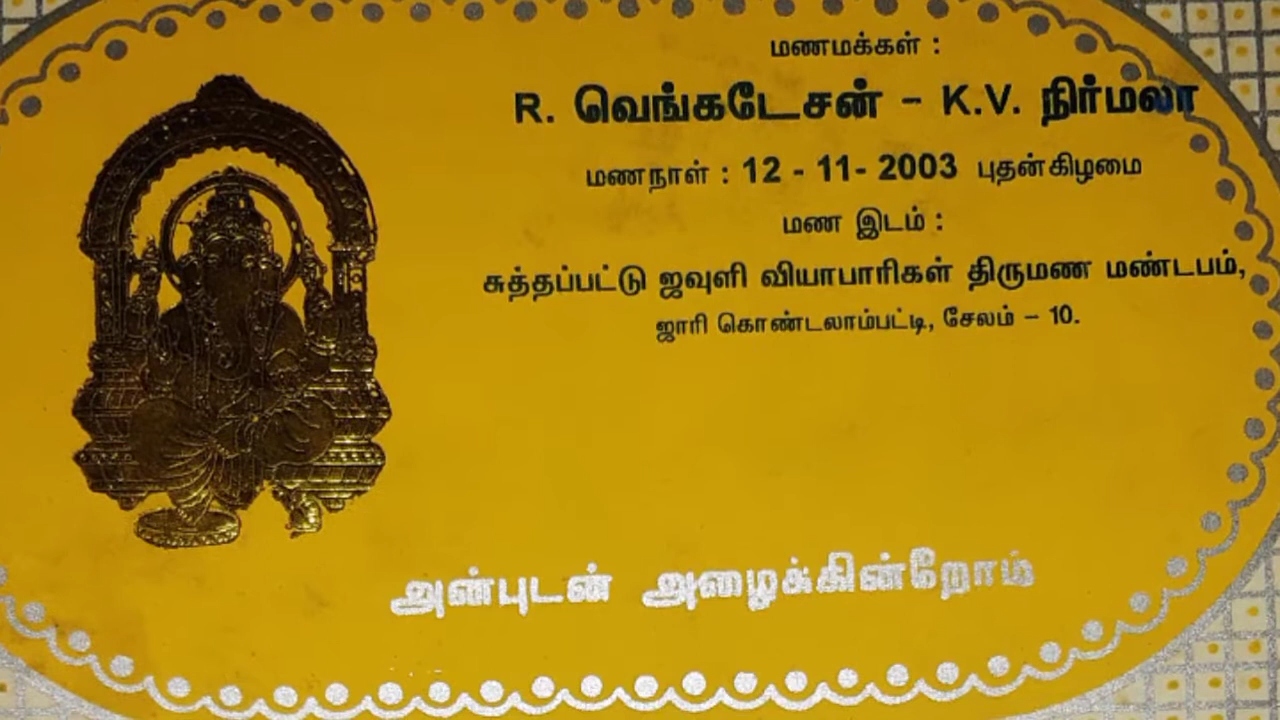 மணமக்கள் :
R. வெங்கடேசன் – K.V. நிர்மலா
மணநாள் : 12 - 11- 2003 புதன்கிழமை
மண இடம் :
சுத்தப்பட்டு ஜவுளி வியாபாரிகள் திருமண மண்டபம்,
ஜாரி கொண்டலாம்பட்டி, சேலம் – 10.
அன்புடன் அழைக்கின்றோம்